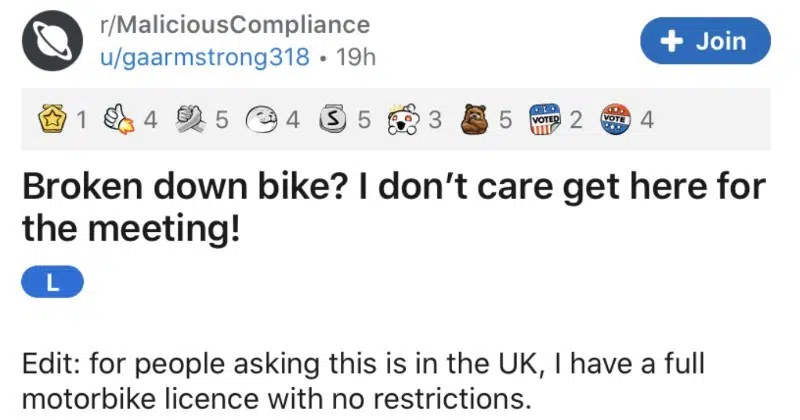 r/MaliciousCompliance
u/gaarmstrong318 • 19h
+ Join
1 4 5 4 S 5 3 5 VOTED 2 VOTE 4
Broken down bike? I don't care get here for
the meeting!
L
Edit: for people asking this is in the UK, I have a full
motorbike licence with no restrictions.